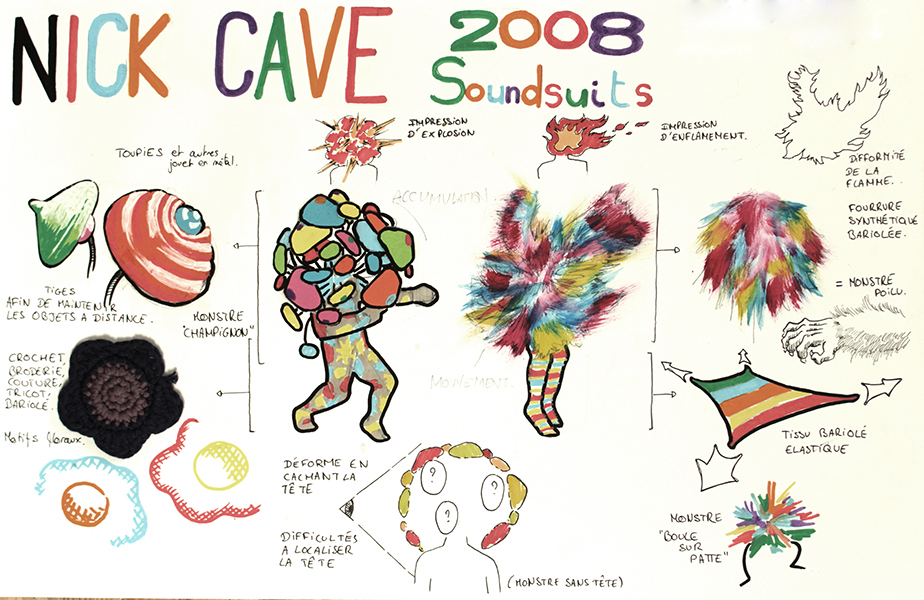 NICK CAVE 2008
Soundsuits
IMPRESSION
D'EXPLOSION
IMPRESSION
D'ENFLAMEMENT.
TOUPIES et autres
jouet en métal.
DIFFORMITÉ
DE LA
FLAMME..
ACCUMULATION
FOURRURE
SYNTHÉTIQUE
BARIOLÉE.
TIGES
AFIN DE MAINTENIR
LES OBJETS A DISTANCE.
MONSTRE
"CHAMPIGNON"
= MONSTRE
POILU.
CROCHET,
BRODERIE,
COUTURE,
TRICOT,
BARIOLÉ.
Motifs floraux.
MOUVEMENT.
TISSU BARIOLÉ
ELASTIQUE
DÉFORME EN
CACHANT LA
TÊTE
? ? ?
DIFFICULTÉS
A LOCALISER
LA TÊTE
(MONSTRE SANS TÊTE)
MONSTRE
"BOULE
SUR
PATTE"